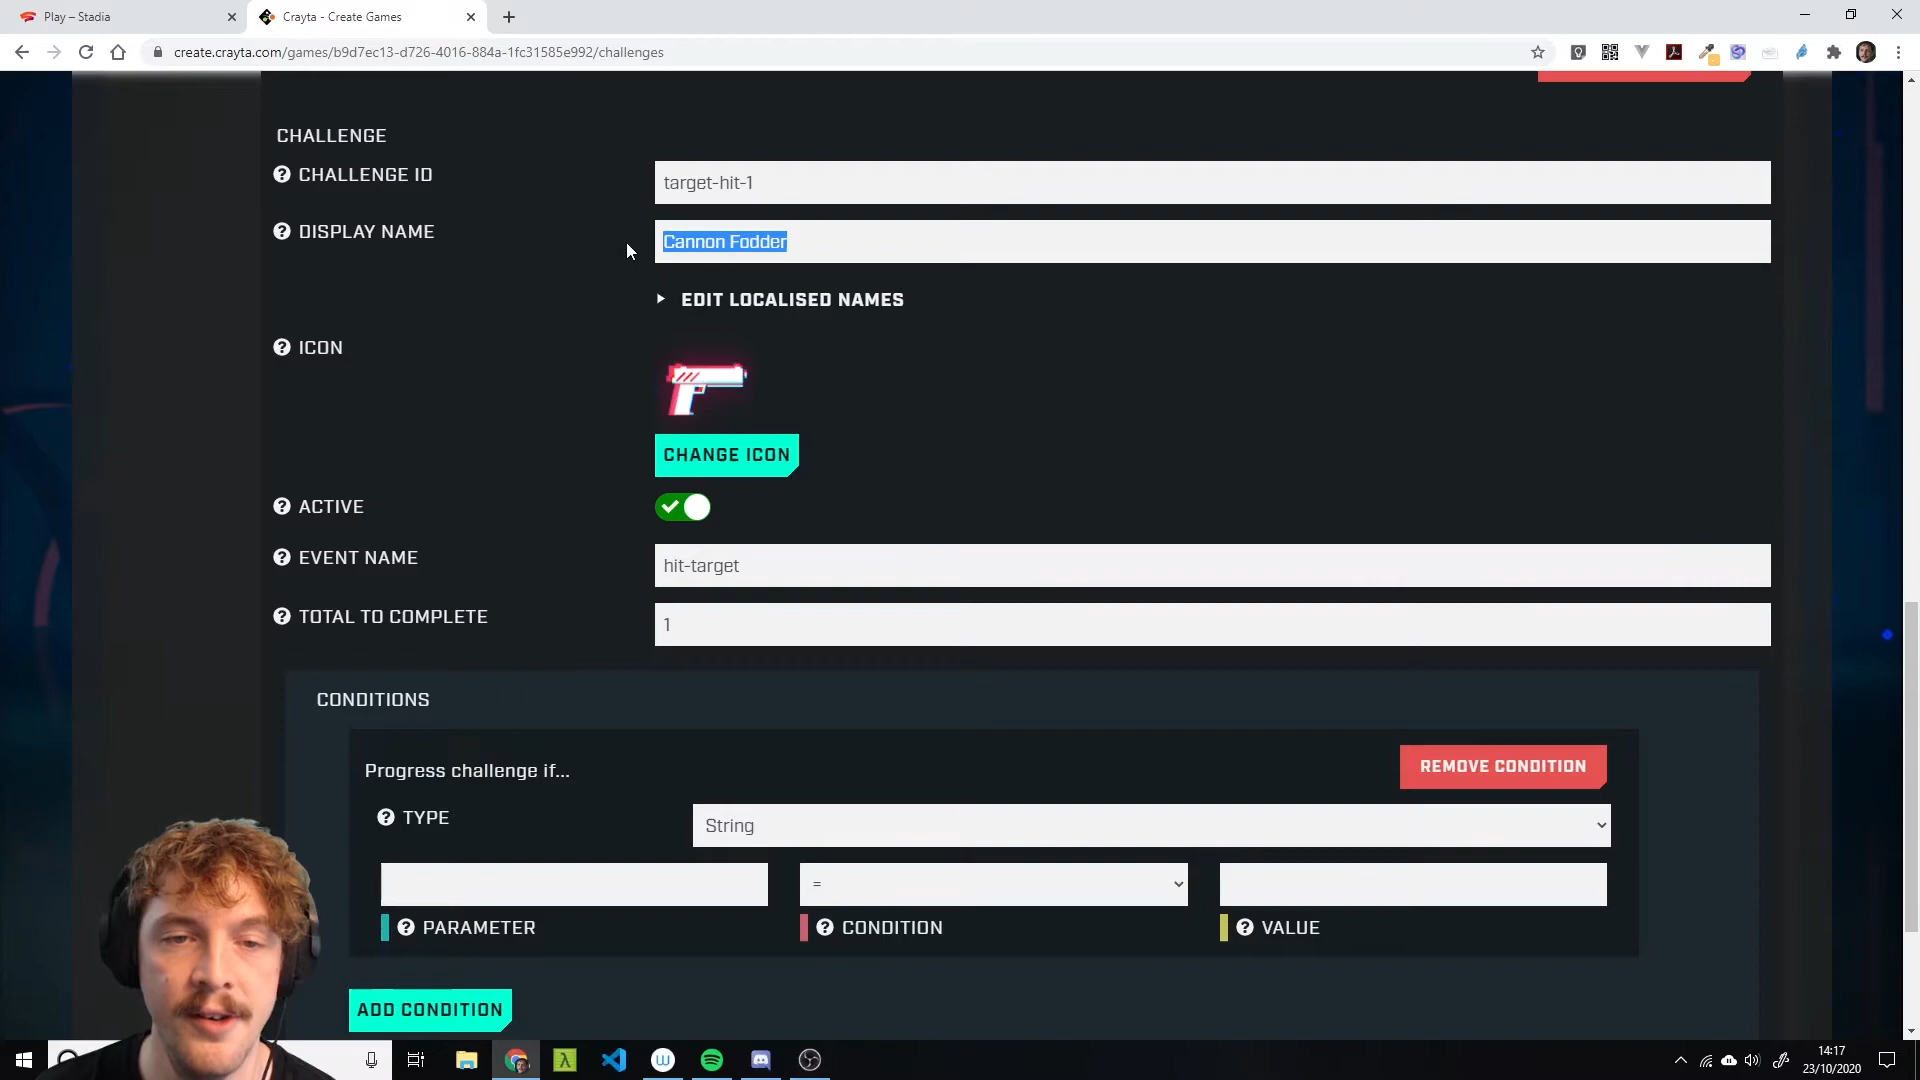 Play – Stadia
Crayta - Create Games
create.crayta.com/games/b9d7ec13-d726-4016-884a-1fc31585e992/challenges
CHALLENGE
CHALLENGE ID
target-hit-1
DISPLAY NAME
Cannon Fodder
EDIT LOCALISED NAMES
ICON
CHANGE ICON
ACTIVE
EVENT NAME
hit-target
TOTAL TO COMPLETE
1
CONDITIONS
Progress challenge if...
REMOVE CONDITION
TYPE
String
=
PARAMETER
CONDITION
VALUE
ADD CONDITION
14:17
23/10/2020